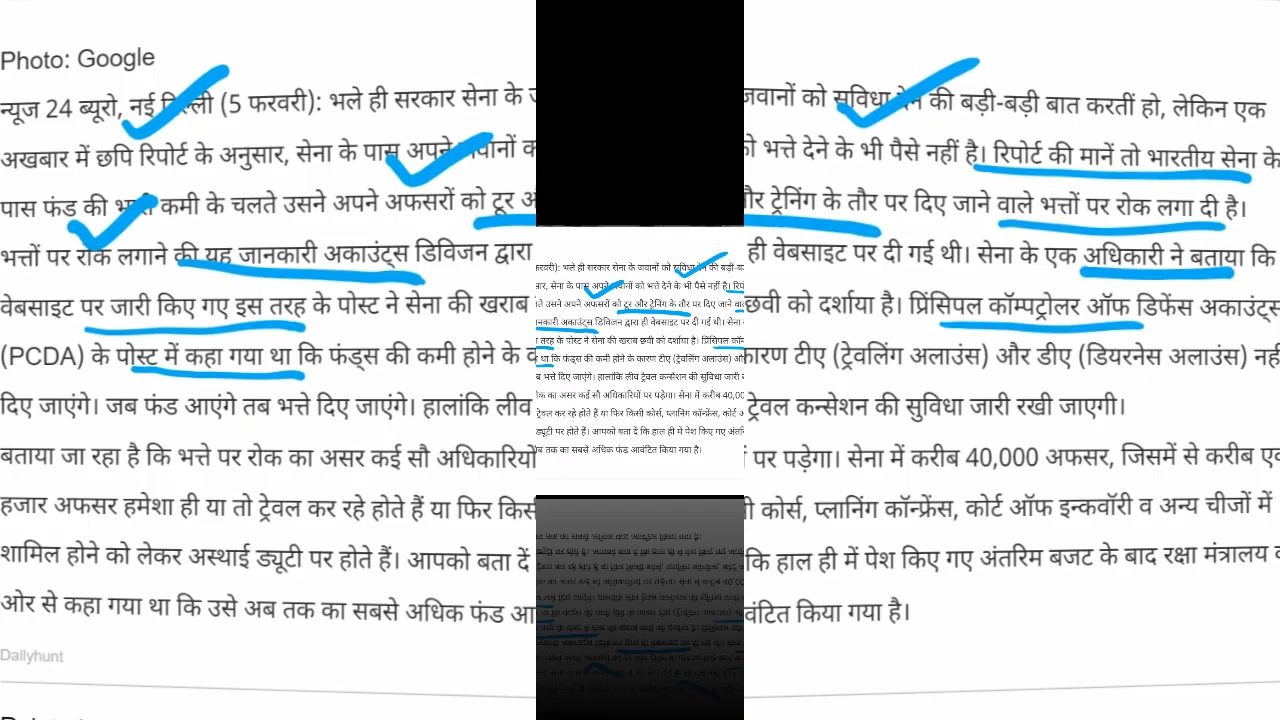 Photo: Google
न्यूज 24 ब्यूरो, नई दिल्ली (5 फरवरी): भले ही सरकार सेना के जवानों को सुविधा देने की बड़ी-बड़ी बात करतीं हो, लेकिन एक
अखबार में छपि रिपोर्ट के अनुसार, सेना के पास अपने जवानों को भत्ते देने के भी पैसे नहीं है। रिपोर्ट की मानें तो भारतीय सेना के
पास फंड की भारी कमी के चलते उसने अपने अफसरों को टूर और ट्रेनिंग के तौर पर दिए जाने वाले भत्तों पर रोक लगा दी है।
भत्तों पर रोक लगाने की यह जानकारी अकाउंट्स डिविजन द्वारा ही वेबसाइट पर दी गई थी। सेना के एक अधिकारी ने बताया कि
वेबसाइट पर जारी किए गए इस तरह के पोस्ट ने सेना की खराब छवी को दर्शाया है। प्रिंसिपल कॉम्पट्रोलर ऑफ डिफेंस अकाउंट्स
(PCDA) के पोस्ट में कहा गया था कि फंड्स की कमी होने के कारण टीए (ट्रेवलिंग अलाउंस) और डीए (डियरनेस अलाउंस) नहीं
दिए जाएंगे। जब फंड आएंगे तब भत्ते दिए जाएंगे। हालांकि लीव ट्रेवल कन्सेशन की सुविधा जारी रखी जाएगी।
बताया जा रहा है कि भत्ते पर रोक का असर कई सौ अधिकारियों पर पड़ेगा। सेना में करीब 40,000 अफसर, जिसमें से करीब एक
हजार अफसर हमेशा ही या तो ट्रेवल कर रहे होते हैं या फिर किसी कोर्स, प्लानिंग कॉन्फ्रेंस, कोर्ट ऑफ इन्कवॉरी व अन्य चीजों में
शामिल होने को लेकर अस्थाई ड्यूटी पर होते हैं। आपको बता दें कि हाल ही में पेश किए गए अंतरिम बजट के बाद रक्षा मंत्रालय की
ओर से कहा गया था कि उसे अब तक का सबसे अधिक फंड आवंटित किया गया है।
Dailyhunt